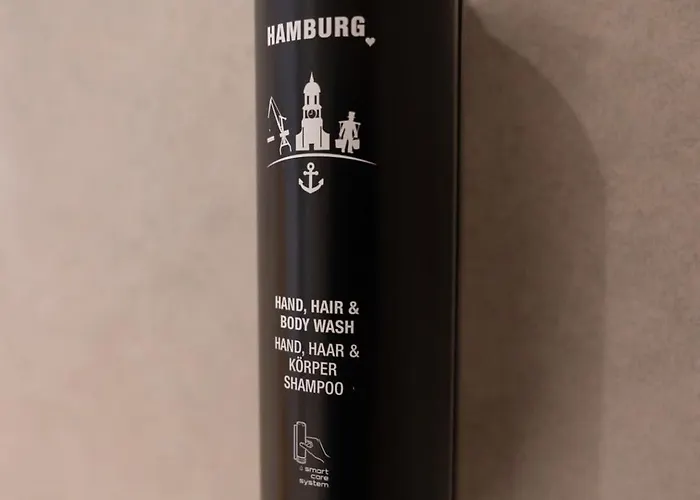 HAMBURG
HAND, HAIR &
BODY WASH
HAND, HAAR &
KÖRPER
SHAMPOO
smart
care
system